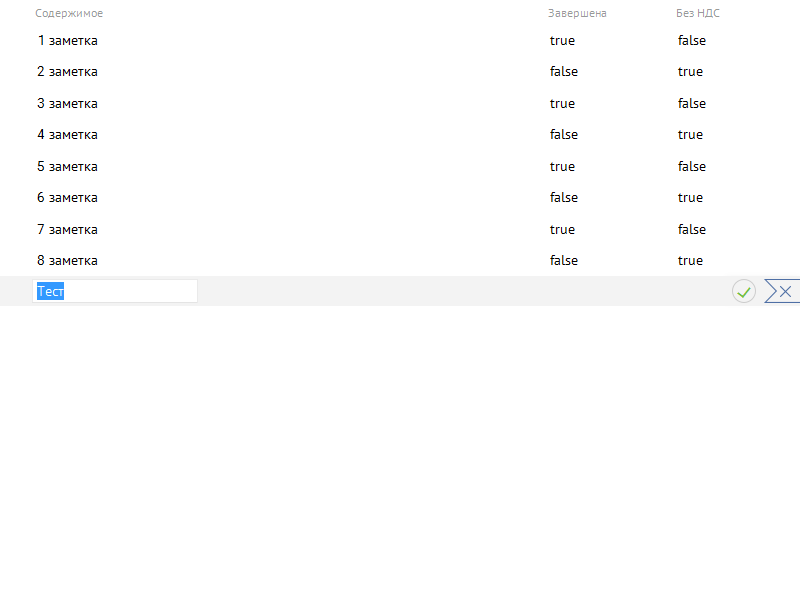 Содержимое Завершена Без НДС
1 заметка true false
2 заметка false true
3 заметка true false
4 заметка false true
5 заметка true false
6 заметка false true
7 заметка true false
8 заметка false true
Тест